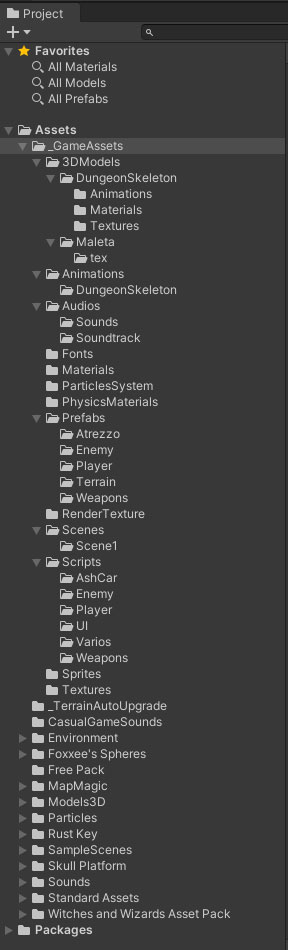 Project
Favorites
All Materials
All Models
All Prefabs
Assets
_GameAssets
3DModels
DungeonSkeleton
Animations
Materials
Textures
Maleta
tex
Animations
DungeonSkeleton
Audios
Sounds
Soundtrack
Fonts
Materials
ParticlesSystem
PhysicsMaterials
Prefabs
Atrezzo
Enemy
Player
Terrain
Weapons
RenderTexture
Scenes
Scene1
Scripts
AshCar
Enemy
Player
UI
Varios
Weapons
Sprites
Textures
_TerrainAutoUpgrade
CasualGameSounds
Environment
Foxxee's Spheres
Free Pack
MapMagic
Models3D
Particles
Rust Key
SampleScenes
Skull Platform
Sounds
Standard Assets
Witches and Wizards Asset Pack
Packages